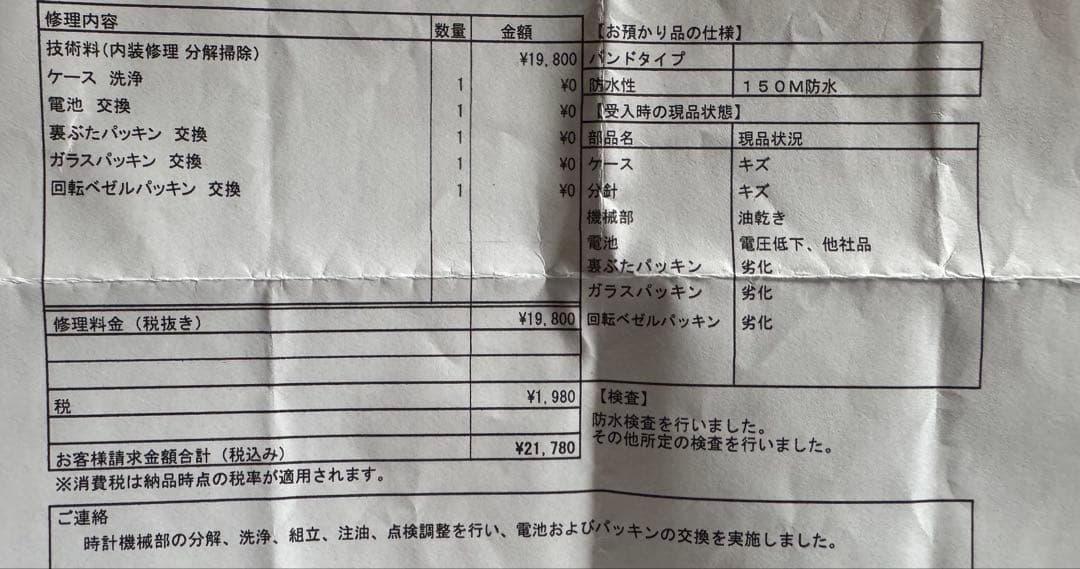 修理内容 数量 金額
技術料(内装修理 分解掃除) ¥19,800
ケース 洗浄 1 ¥0
電池 交換 1 ¥0
裏ぶたパッキン 交換 1 ¥0
ガラスパッキン 交換 1 ¥0
回転ベゼルパッキン 交換 1 ¥0
修理料金(税抜き) ¥19,800
税 ¥1,980
お客様請求金額合計(税込み) ¥21,780
※消費税は納品時点の税率が適用されます。
【お預かり品の仕様】
バンドタイプ
防水性 150M防水
【受入時の現品状態】
部品名 現品状況
ケース キズ
分針 キズ
機械部 油乾き
電池 電圧低下、他社品
裏ぶたパッキン 劣化
ガラスパッキン 劣化
回転ベゼルパッキン 劣化
【検査】
防水検査を行いました。
その他所定の検査を行いました。
ご連絡
時計機械部の分解、洗浄、組立、注油、点検調整を行い、電池およびパッキンの交換を実施しました。